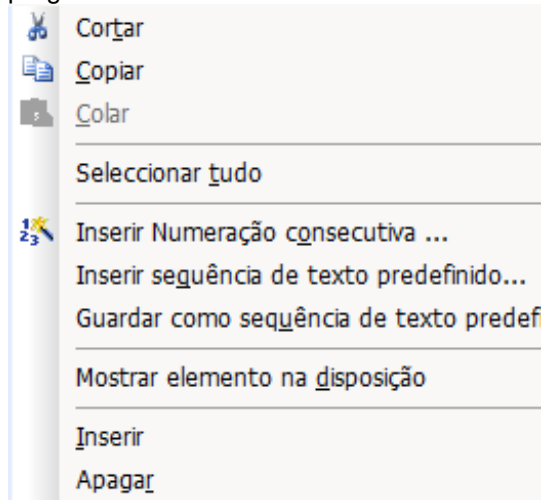 Cortar
Copiar
Colar
Seleccionar tudo
Inserir Numeração consecutiva ...
Inserir sequência de texto predefinido...
Guardar como sequência de texto predefi
Mostrar elemento na disposição
Inserir
Apagar